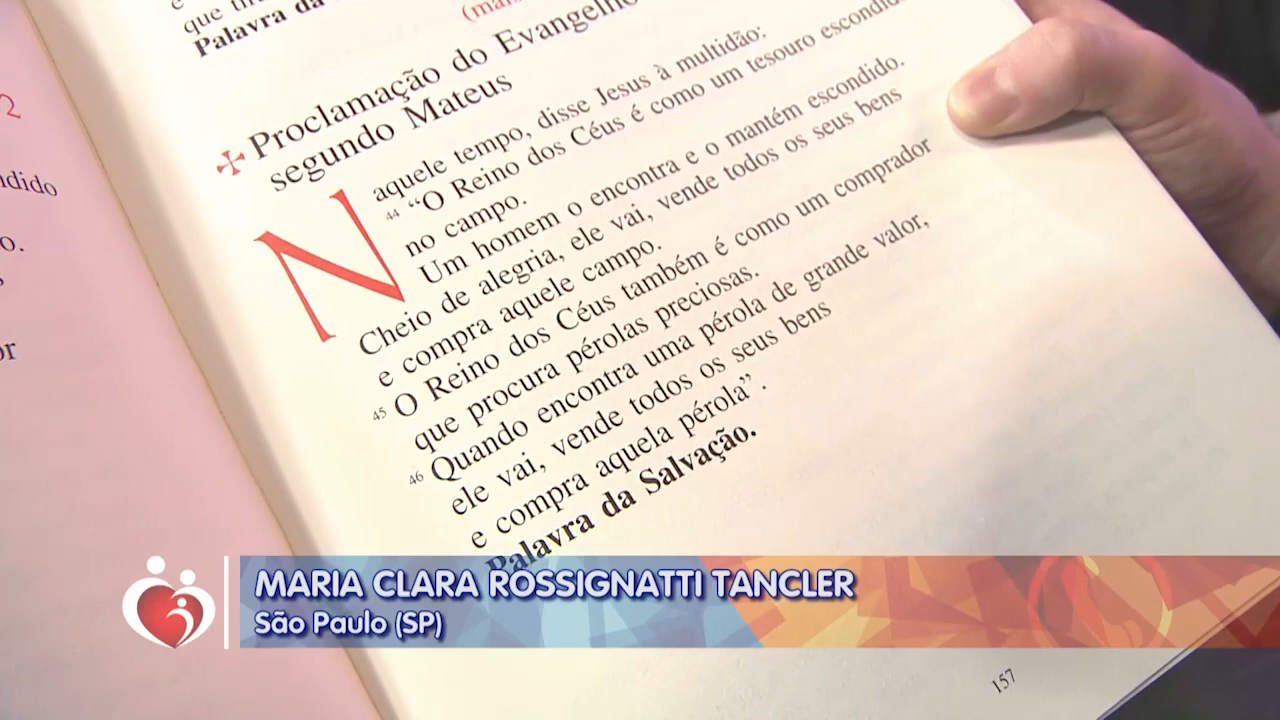 que
Palavra da
(mais
Proclamação do Evangelho
✠ segundo Mateus
Naquele tempo, disse Jesus à multidão:
44 “O Reino dos Céus é como um tesouro escondido
no campo.
Um homem o encontra e o mantém escondido.
Cheio de alegria, ele vai, vende todos os seus bens
e compra aquele campo.
45 O Reino dos Céus também é como um comprador
que procura pérolas preciosas.
46 Quando encontra uma pérola de grande valor,
ele vai, vende todos os seus bens
e compra aquela pérola”.
Palavra da Salvação.
MARIA CLARA ROSSIGNATTI TANCLER
São Paulo (SP)
157